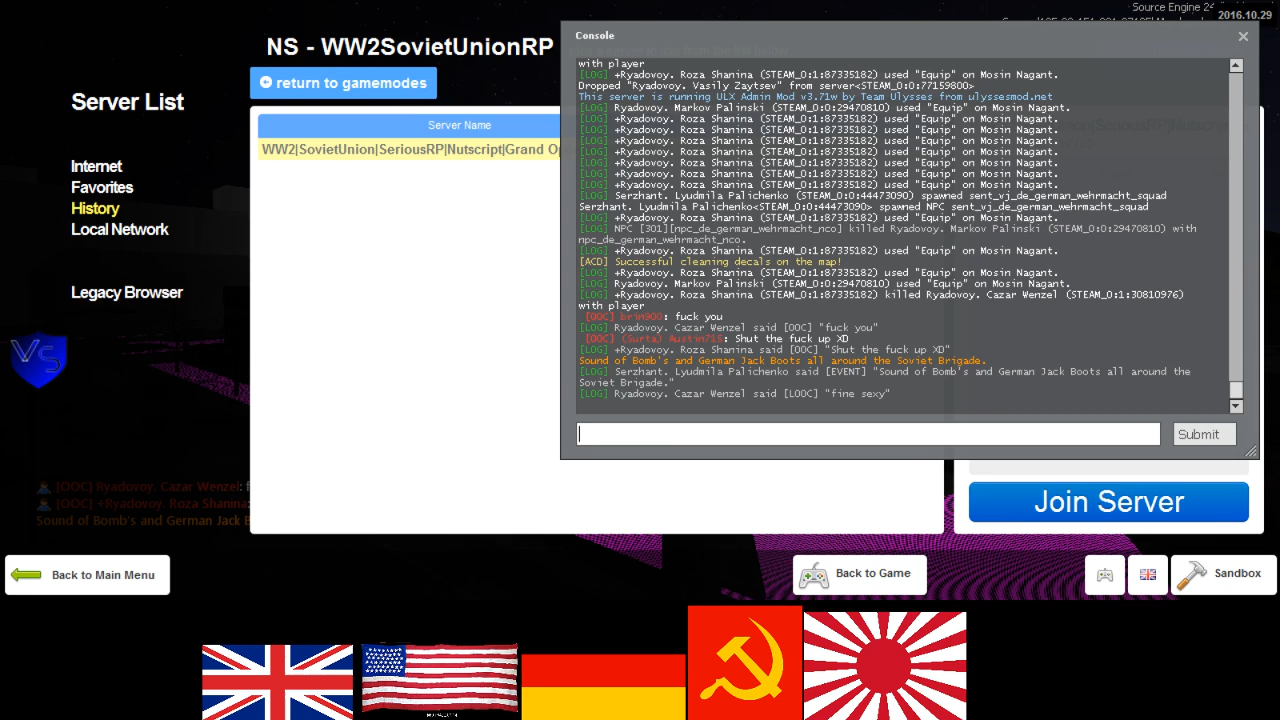 Source Engine 24
2016.10.29
NS - WW2SovietUnionRP
return to gamemodes
Server List
Server Name
WW2|SovietUnion|SeriousRP|Nutscript|Grand Op
Internet
Favorites
History
Local Network
Legacy Browser
VS
Console
with player
[LOG] +Ryadovoy. Roza Shanina (STEAM_0:1:87335182) used "Equip" on Mosin Nagant.
Dropped "Ryadovoy. Vasily Zaytsev" from server<STEAM_0:0:77159800>
This server is running ULX Admin Mod v3.71w by Team Ulysses from ulyssesmod.net
[LOG] Ryadovoy. Markov Palinski (STEAM_0:0:29470810) used "Equip" on Mosin Nagant.
[LOG] +Ryadovoy. Roza Shanina (STEAM_0:1:87335182) used "Equip" on Mosin Nagant.
[LOG] +Ryadovoy. Roza Shanina (STEAM_0:1:87335182) used "Equip" on Mosin Nagant.
[LOG] +Ryadovoy. Roza Shanina (STEAM_0:1:87335182) used "Equip" on Mosin Nagant.
[LOG] +Ryadovoy. Roza Shanina (STEAM_0:1:87335182) used "Equip" on Mosin Nagant.
[LOG] +Ryadovoy. Roza Shanina (STEAM_0:1:87335182) used "Equip" on Mosin Nagant.
[LOG] +Ryadovoy. Roza Shanina (STEAM_0:1:87335182) used "Equip" on Mosin Nagant.
[LOG] +Ryadovoy. Roza Shanina (STEAM_0:1:87335182) used "Equip" on Mosin Nagant.
[LOG] Serzhant. Lyudmila Palichenko (STEAM_0:0:44473090) spawned sent_vj_de_german_wehrmacht_squad
Serzhant. Lyudmila Palichenko<STEAM_0:0:44473090> spawned NPC sent_vj_de_german_wehrmacht_squad
[LOG] +Ryadovoy. Roza Shanina (STEAM_0:1:87335182) used "Equip" on Mosin Nagant.
[LOG] NPC [301][npc_de_german_wehrmacht_nco] killed Ryadovoy. Markov Palinski (STEAM_0:0:29470810) with
npc_de_german_wehrmacht_nco.
[LOG] +Ryadovoy. Roza Shanina (STEAM_0:1:87335182) used "Equip" on Mosin Nagant.
[ACD] Successful cleaning decals on the map!
[LOG] +Ryadovoy. Roza Shanina (STEAM_0:1:87335182) used "Equip" on Mosin Nagant.
[LOG] Ryadovoy. Markov Palinski (STEAM_0:0:29470810) used "Equip" on Mosin Nagant.
[LOG] +Ryadovoy. Roza Shanina (STEAM_0:1:87335182) killed Ryadovoy. Cazar Wenzel (STEAM_0:1:30810976)
with player
[OOC] brin900: fuck you
[LOG] Ryadovoy. Cazar Wenzel said [OOC] "fuck you"
[OOC] (Surta) Austin715: Shut the fuck up XD
[LOG] +Ryadovoy. Roza Shanina said [OOC] "Shut the fuck up XD"
Sound of Bomb's and German Jack Boots all around the Soviet Brigade.
[LOG] Serzhant. Lyudmila Palichenko said [EVENT] "Sound of Bomb's and German Jack Boots all around the
Soviet Brigade."
[LOG] Ryadovoy. Cazar Wenzel said [LOOC] "fine sexy"
Submit
[OOC] Ryadovoy. Cazar Wenzel: f
[OOC] +Ryadovoy. Roza Shanina:
Sound of Bomb's and German Jack B
Join Server
Back to Main Menu
Back to Game
Sandbox